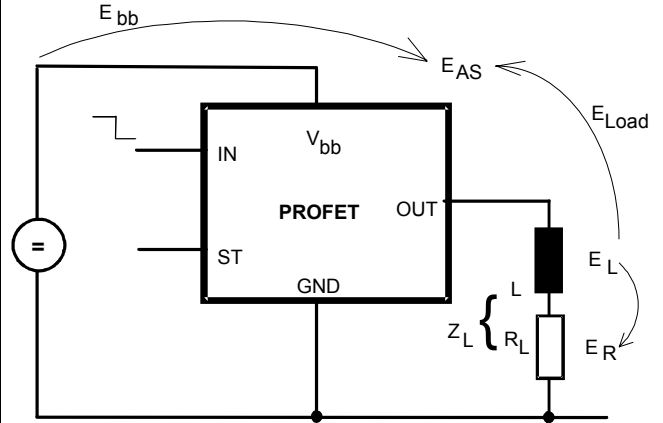 E bb
E AS
E Load
V bb
IN
PROFET
OUT
=
ST
GND
E L
L
Z L {
R L
E R